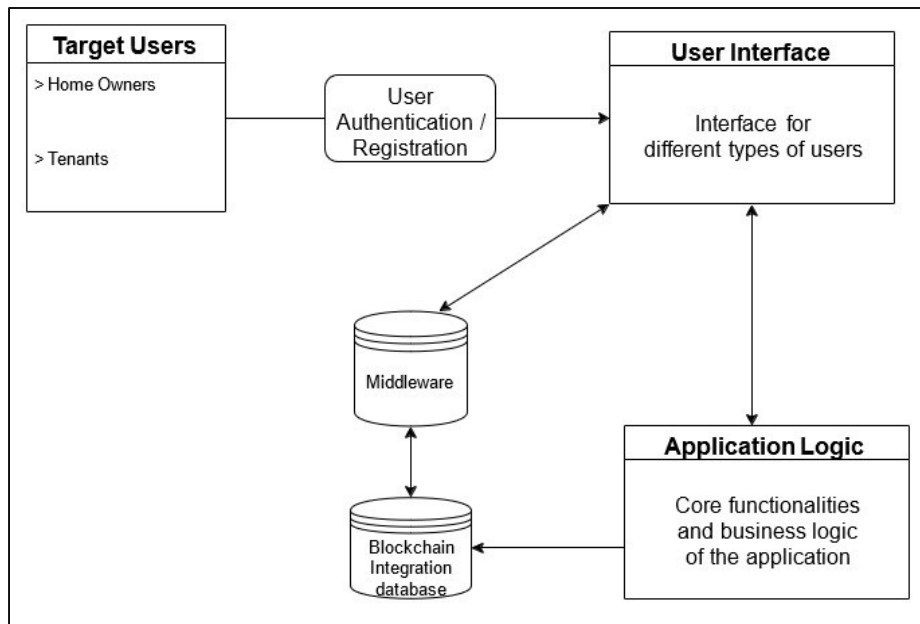 Target Users
> Home Owners
> Tenants
User
Authentication /
Registration
User Interface
Interface for
different types of users
Middleware
Blockchain
Integration
database
Application Logic
Core functionalities
and business logic
of the application